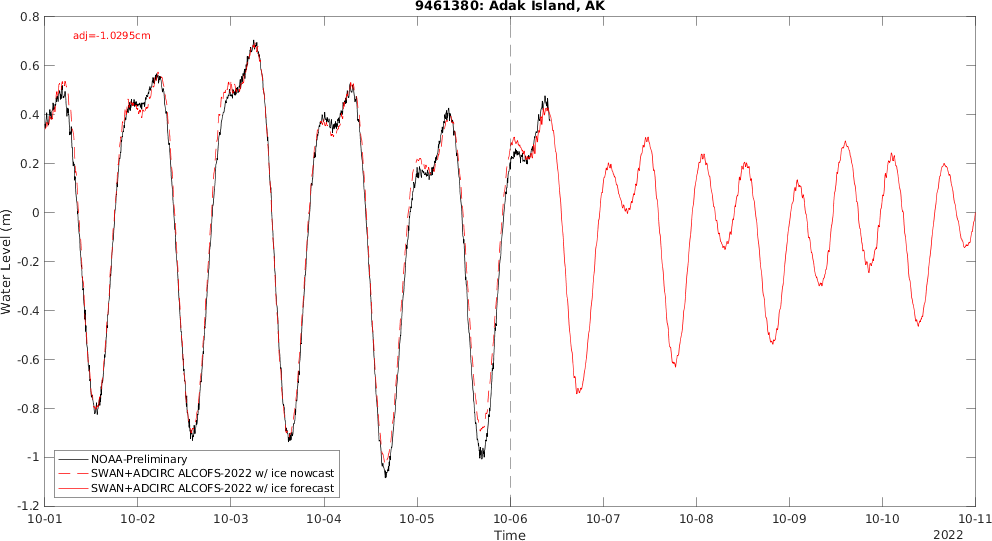 9461380: Adak Island, AK
adj=-1.0295cm
0.8
0.6
0.4
0.2
0
-0.2
-0.4
-0.6
-0.8
-1
-1.2
Water Level (m)
NOAA-Preliminary
SWAN+ADCIRC ALCOFS-2022 w/ ice nowcast
SWAN+ADCIRC ALCOFS-2022 w/ ice forecast
10-01 10-02 10-03 10-04 10-05 10-06 10-07 10-08 10-09 10-10 10-11
Time
2022